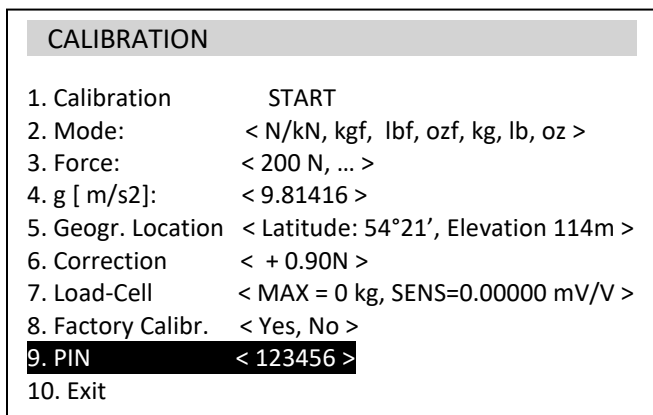 CALIBRATION
1. Calibration START
2. Mode: < N/kN, kgf, lbf, ozf, kg, lb, oz >
3. Force: < 200 N, … >
4. g [ m/s2]: < 9.81416 >
5. Geogr. Location < Latitude: 54°21’, Elevation 114m >
6. Correction < + 0.90N >
7. Load-Cell < MAX = 0 kg, SENS=0.00000 mV/V >
8. Factory Calibr. < Yes, No >
9. PIN < 123456 >
10. Exit